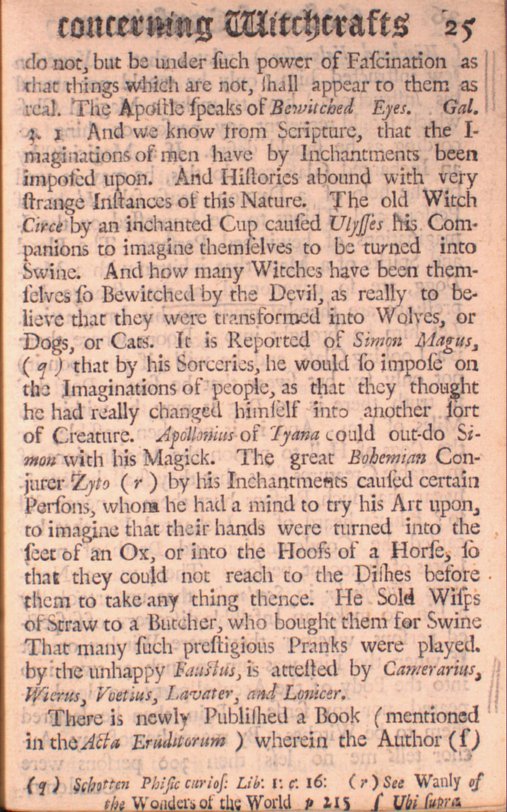 concerning Witchcrafts 25
do not, but be under ſuch power of Faſcination as
that things which are not, ſhall appear to them as
real. The Apoſtle ſpeaks of Bewitched Eyes. Gal.
3. 1 And we know from Scripture, that the I-
maginations of men have by Inchantments been
impoſed upon. And Hiſtories abound with very
ſtrange Inſtances of this Nature. The old Witch
Circe by an inchanted Cup cauſed Ulyſſes his Com-
panions to imagine themſelves to be turned into
Swine. And how many Witches have been them-
ſelves ſo Bewitched by the Devil, as really to be-
lieve that they were transformed into Wolves, or
Dogs, or Cats. It is Reported of Simon Magus,
( q ) that by his Sorceries, he would ſo impoſe on
the Imaginations of people, as that they thought
he had really changed himſelf into another ſort
of Creature. Apollonius of Tyana could out-do Si-
mon with his Magick. The great Bohemian Con-
jurer Zyto ( r ) by his Inchantments cauſed certain
Perſons, whom he had a mind to try his Art upon,
to imagine that their hands were turned into the
feet of an Ox, or into the Hoofs of a Horſe, ſo
that they could not reach to the Diſhes before
them to take any thing thence. He Sold Wiſps
of Straw to a Butcher, who bought them for Swine
That many ſuch preſtigious Pranks were played.
by the unhappy Fauſtus, is atteſted by Camerarius,
Wierus, Voetius, Lavater, and Lonicer.
There is newly Publiſhed a Book ( mentioned
in the Acta Eruditorum ) wherein the Author (ſ)
( q ) Schotten Phiſic curioſ: Lib: 1: c. 16: ( r ) See Wanly of
the Wonders of the World p 215 ſ Ubi ſupra